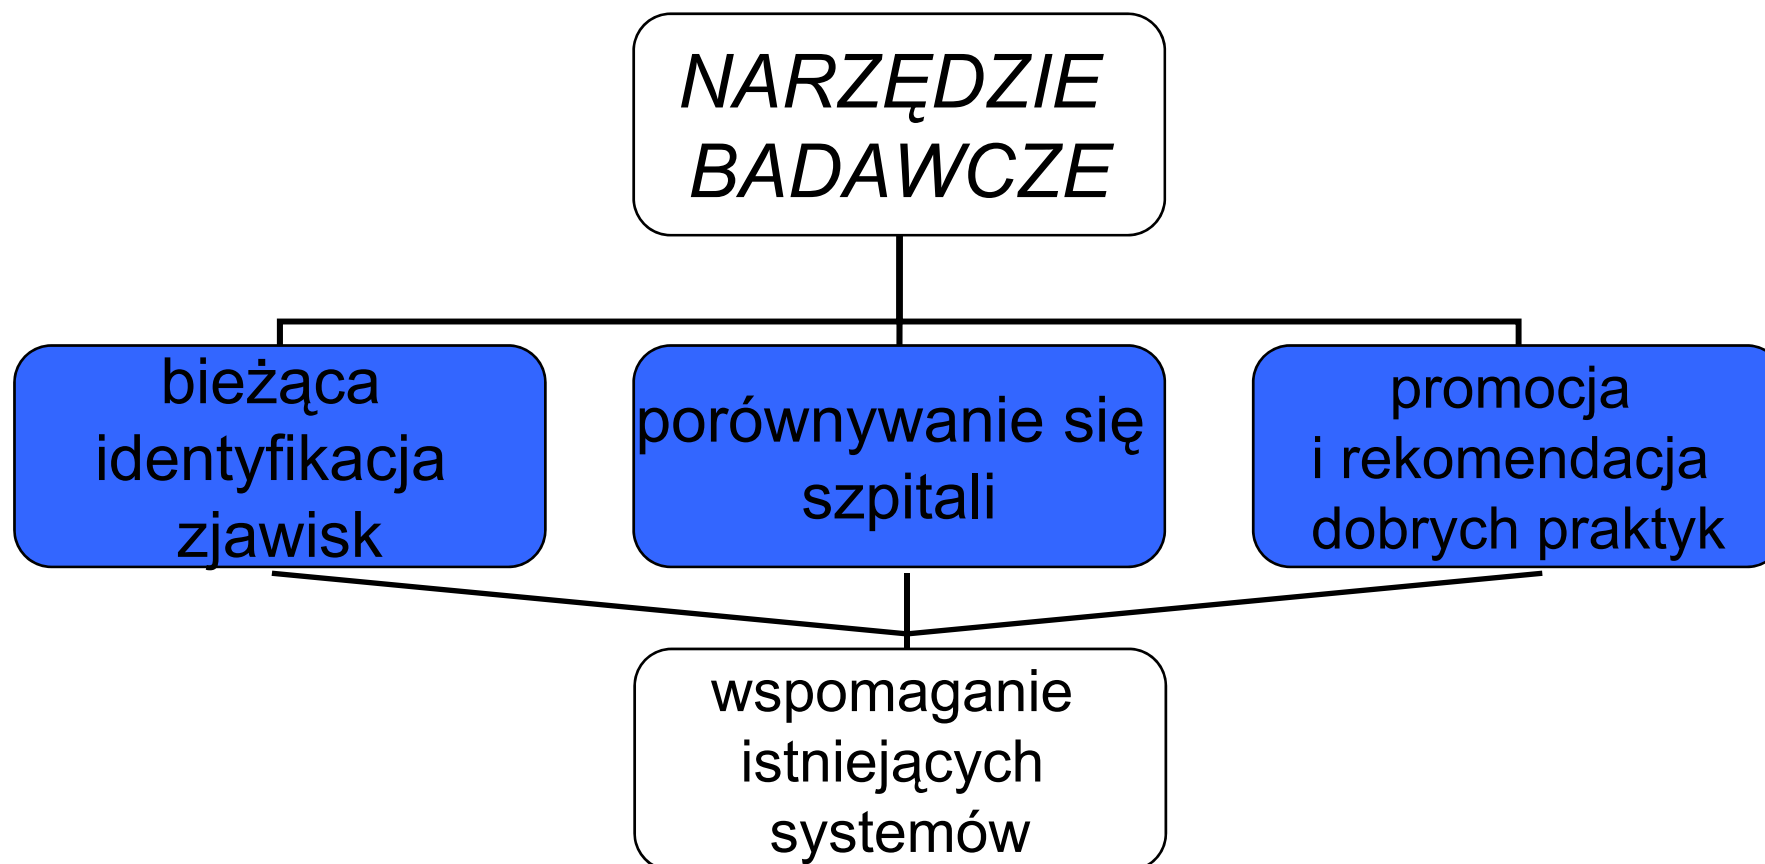 NARZĘDZIE
BADAWCZE
bieżąca
identyfikacja
zjawisk
porównywanie się
szpitali
promocja
i rekomendacja
dobrych praktyk
wspomaganie
istniejących
systemów